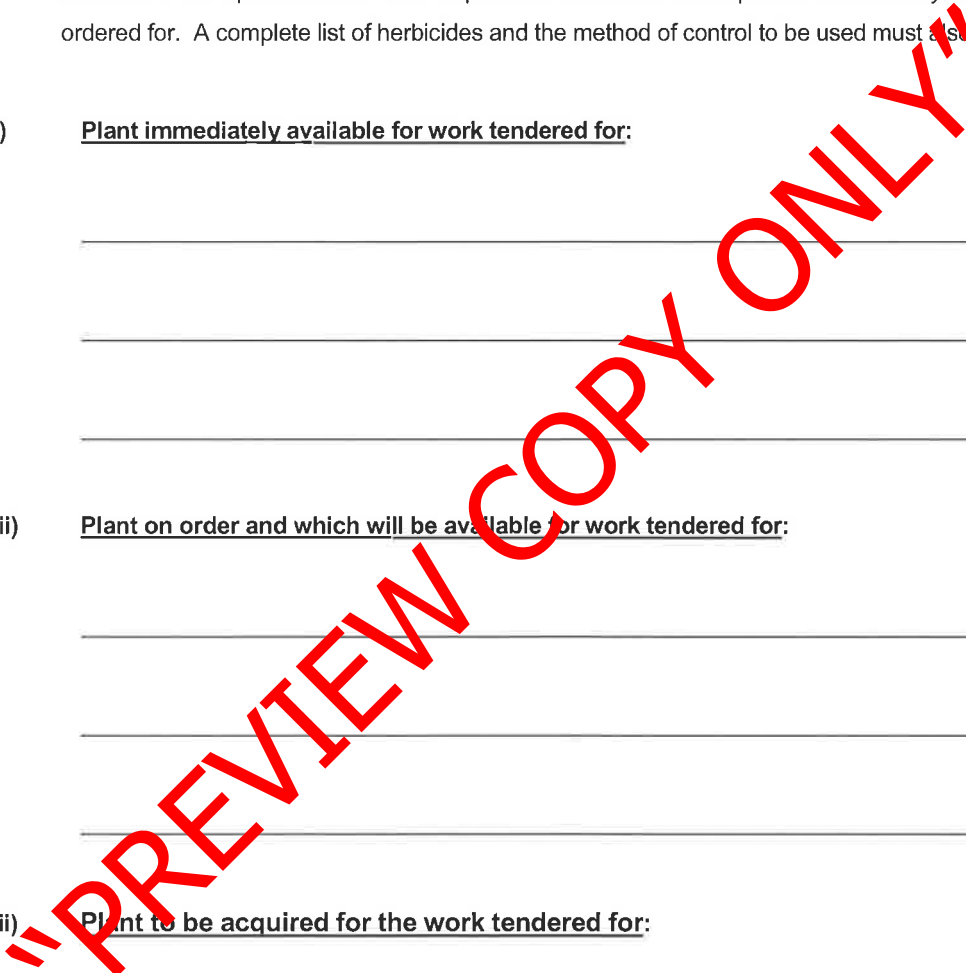 ordered for.  A complete list of herbicides and the method of control to be used must
) Plant immediately available for work tendered for:
ii) Plant on order and which will be available for work tendered for:
ii) Plant to be acquired for the work tendered for:
"PREVIEW COPY ONLY"